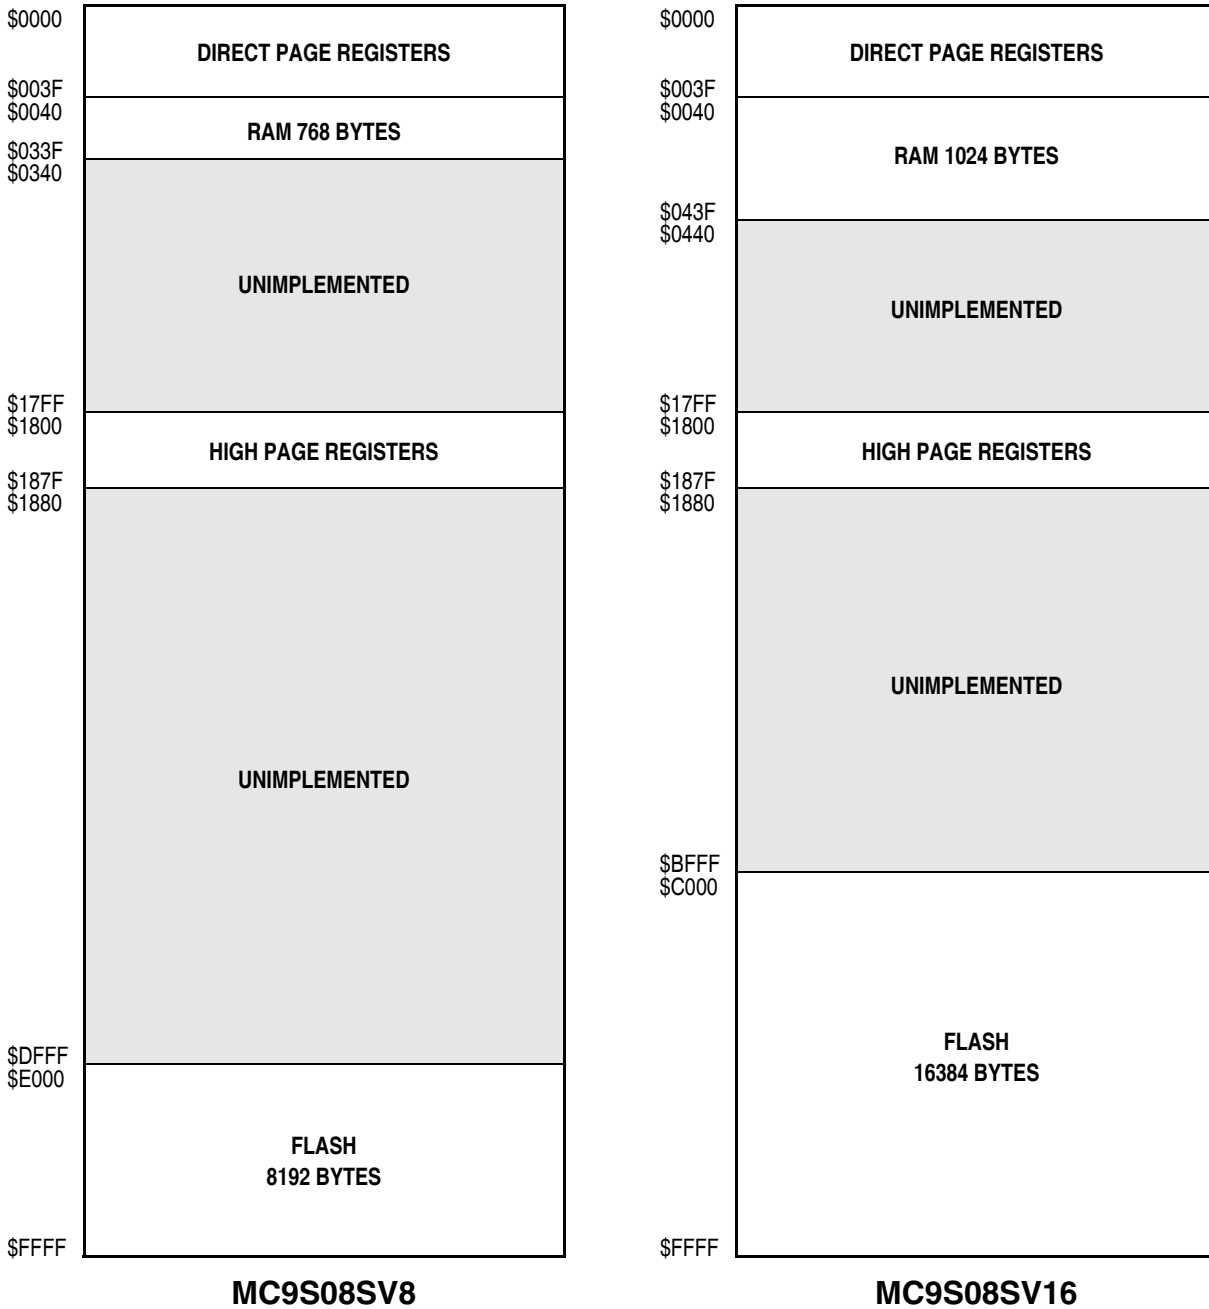 $0000
DIRECT PAGE REGISTERS
$003F
$0040
RAM 768 BYTES
$033F
$0340
UNIMPLEMENTED
$17FF
$1800
HIGH PAGE REGISTERS
$187F
$1880
UNIMPLEMENTED
$DFFF
$E000
FLASH
8192 BYTES
$FFFF
MC9S08SV8
$0000
DIRECT PAGE REGISTERS
$003F
$0040
RAM 1024 BYTES
$043F
$0440
UNIMPLEMENTED
$17FF
$1800
HIGH PAGE REGISTERS
$187F
$1880
UNIMPLEMENTED
$BFFF
$C000
FLASH
16384 BYTES
$FFFF
MC9S08SV16